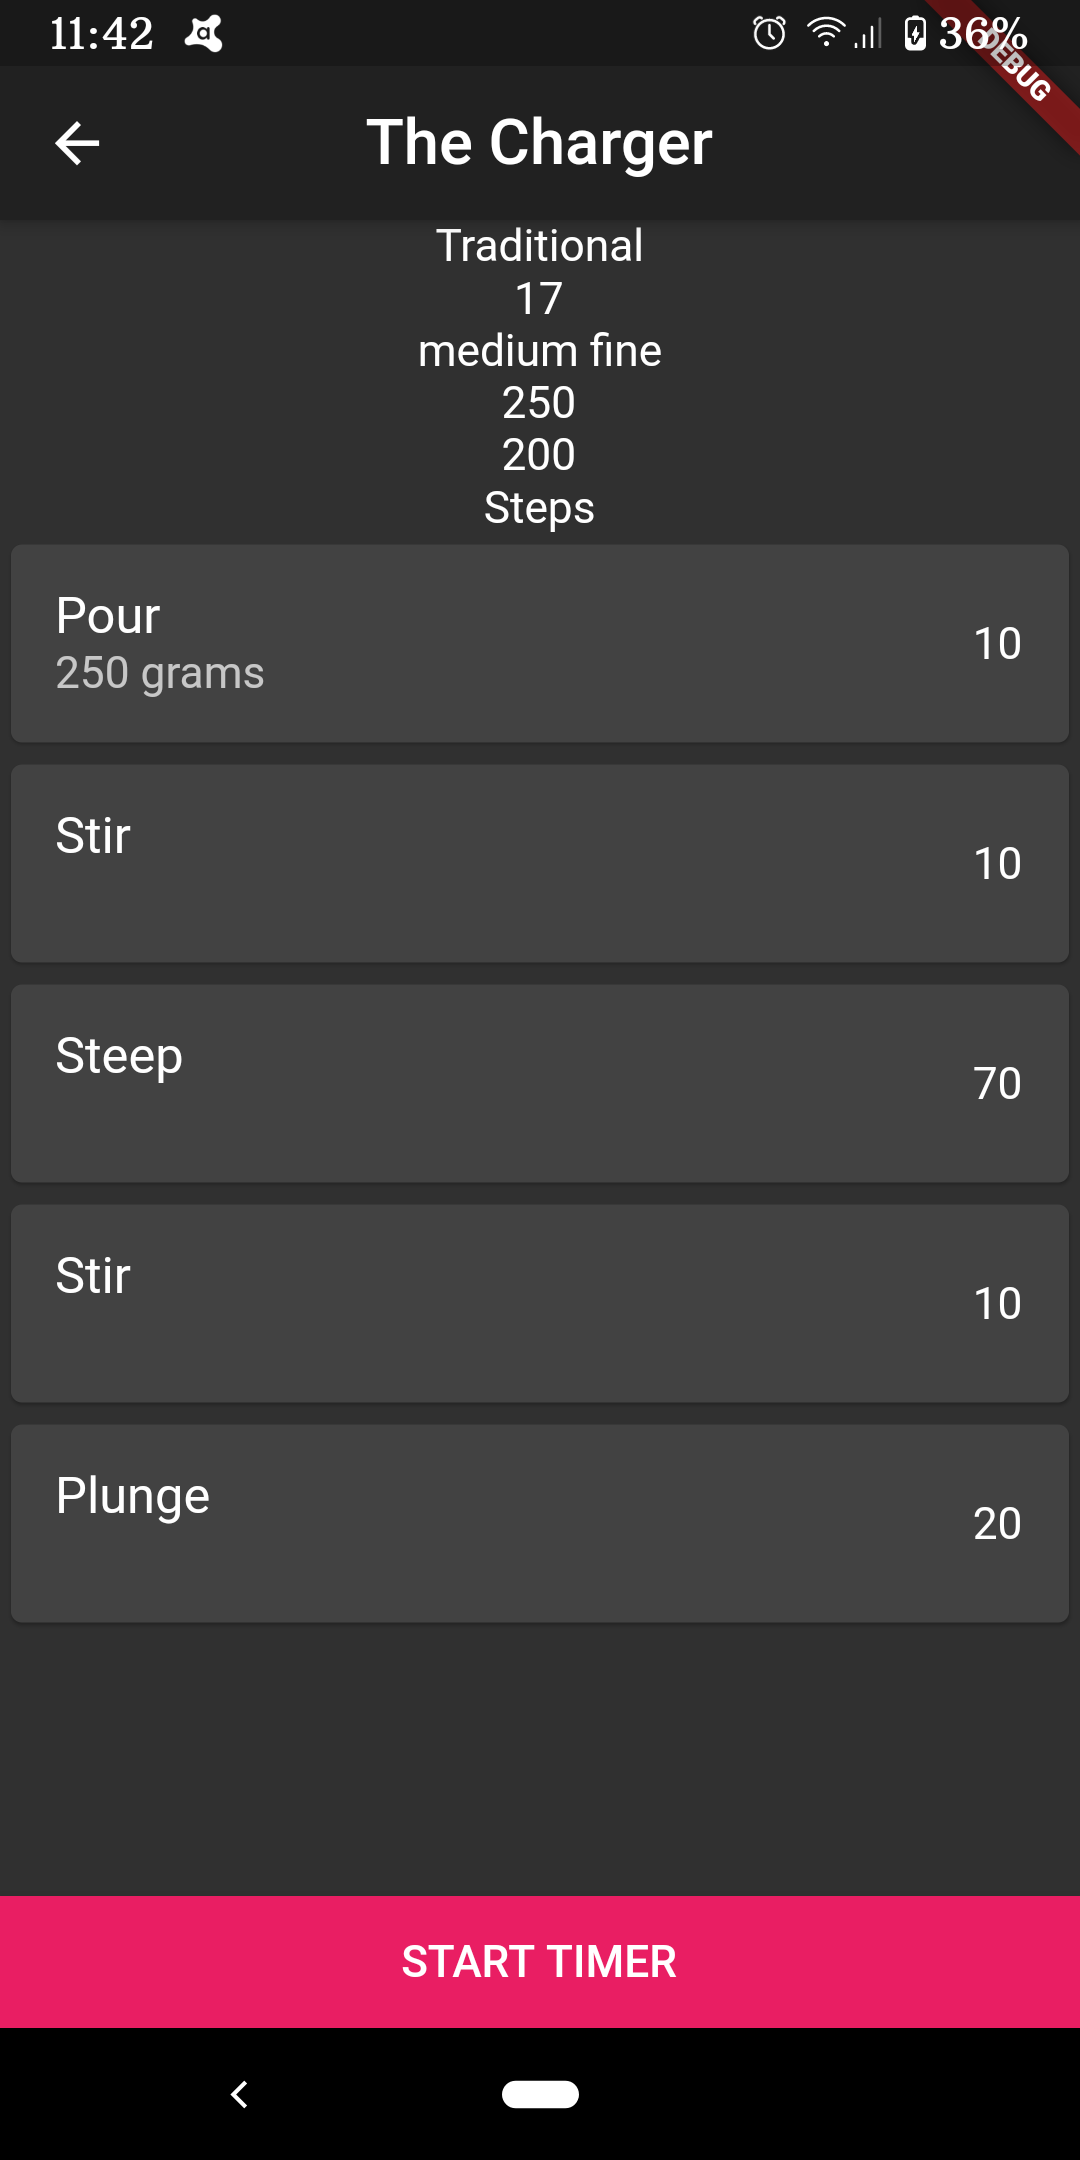 11:42
36%
DEBUG
The Charger
Traditional
17
medium fine
250
200
Steps
Pour
250 grams
10
Stir
10
Steep
70
Stir
10
Plunge
20
START TIMER